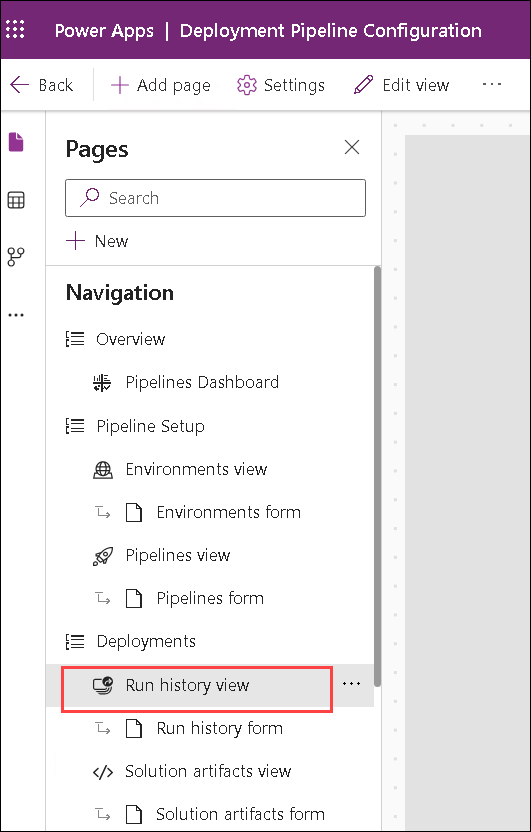 Power Apps | Deployment Pipeline Configuration
Back Add page Settings Edit view ...
Pages
Search
New
Navigation
Overview
Pipelines Dashboard
Pipeline Setup
Environments view
Environments form
Pipelines view
Pipelines form
Deployments
Run history view ...
Run history form
Solution artifacts view
Solution artifacts form